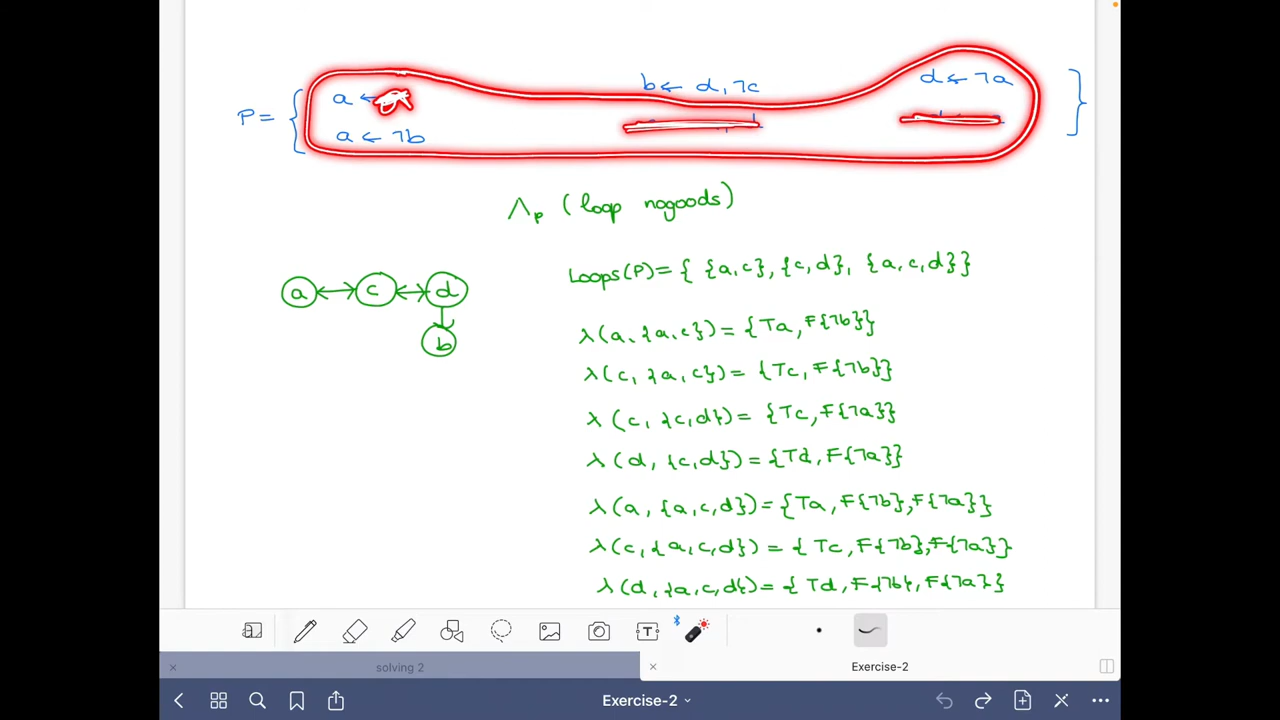 P = { a ← b ← d, ¬c d ← ¬a }
a ← ¬b
Λp (loop nogoods)
Loops(P) = { {a,c}, {c,d}, {a,c,d}}
a c d
b
λ(a, {a,c}) = {Ta, F{¬b}}
λ(c, {a,c}) = {Tc, F{¬b}}
λ(c, {c,d}) = {Tc, F{¬a}}
λ(d, {c,d}) = {Td, F{¬a}}
λ(a, {a,c,d}) = {Ta, F{¬b}, F{¬a}}
λ(c, {a,c,d}) = {Tc, F{¬b}, F{¬a}}
λ(d, {a,c,d}) = {Td, F{¬b}, F{¬a}}
solving 2
Exercise-2
Exercise-2